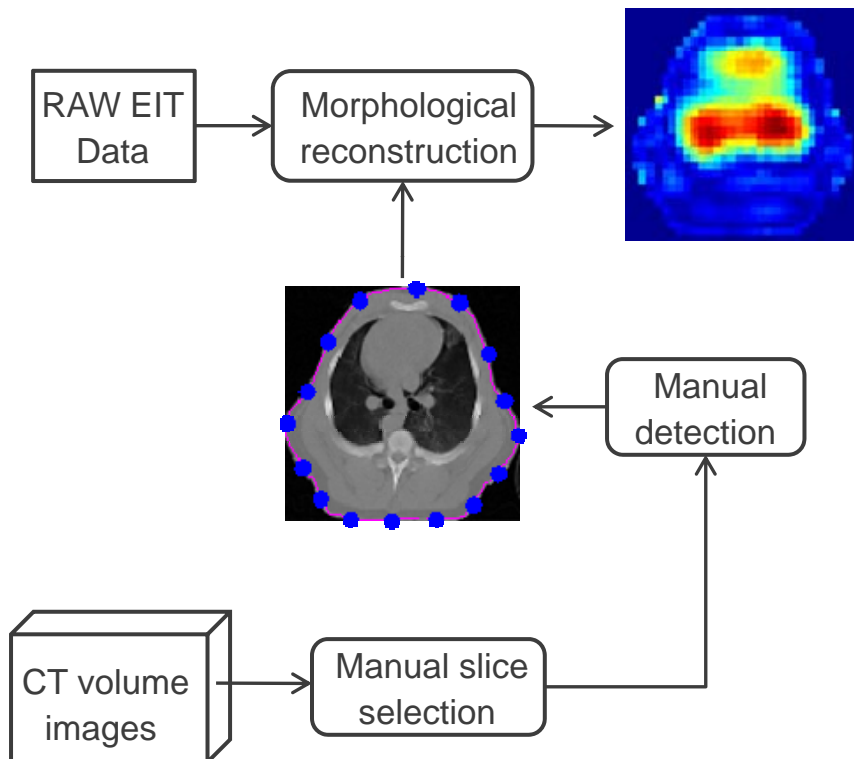 RAW EIT
Data
Morphological
reconstruction
Manual
detection
CT volume
images
Manual slice
selection